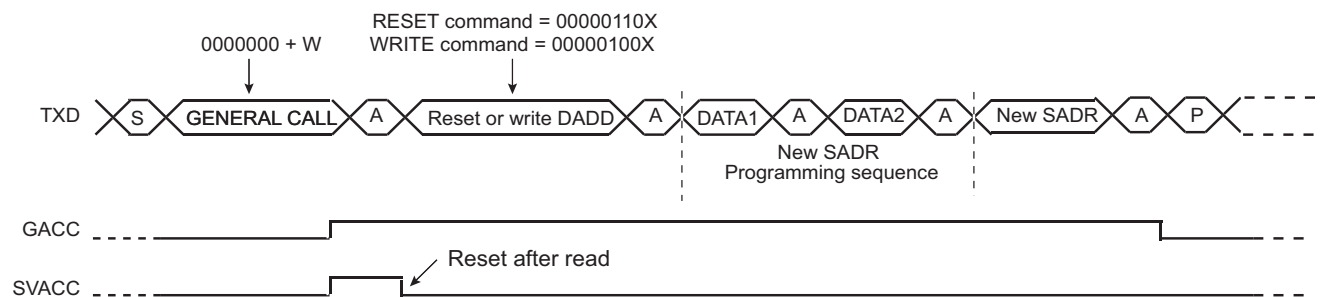 RESET command = 00000110X
0000000 + W
WRITE command = 00000100X
TXD
S
GENERAL CALL
A
Reset or write DADD
A
DATA1
A
DATA2
A
New SADR
A
P
New SADR
Programming sequence
GACC
Reset after read
SVACC